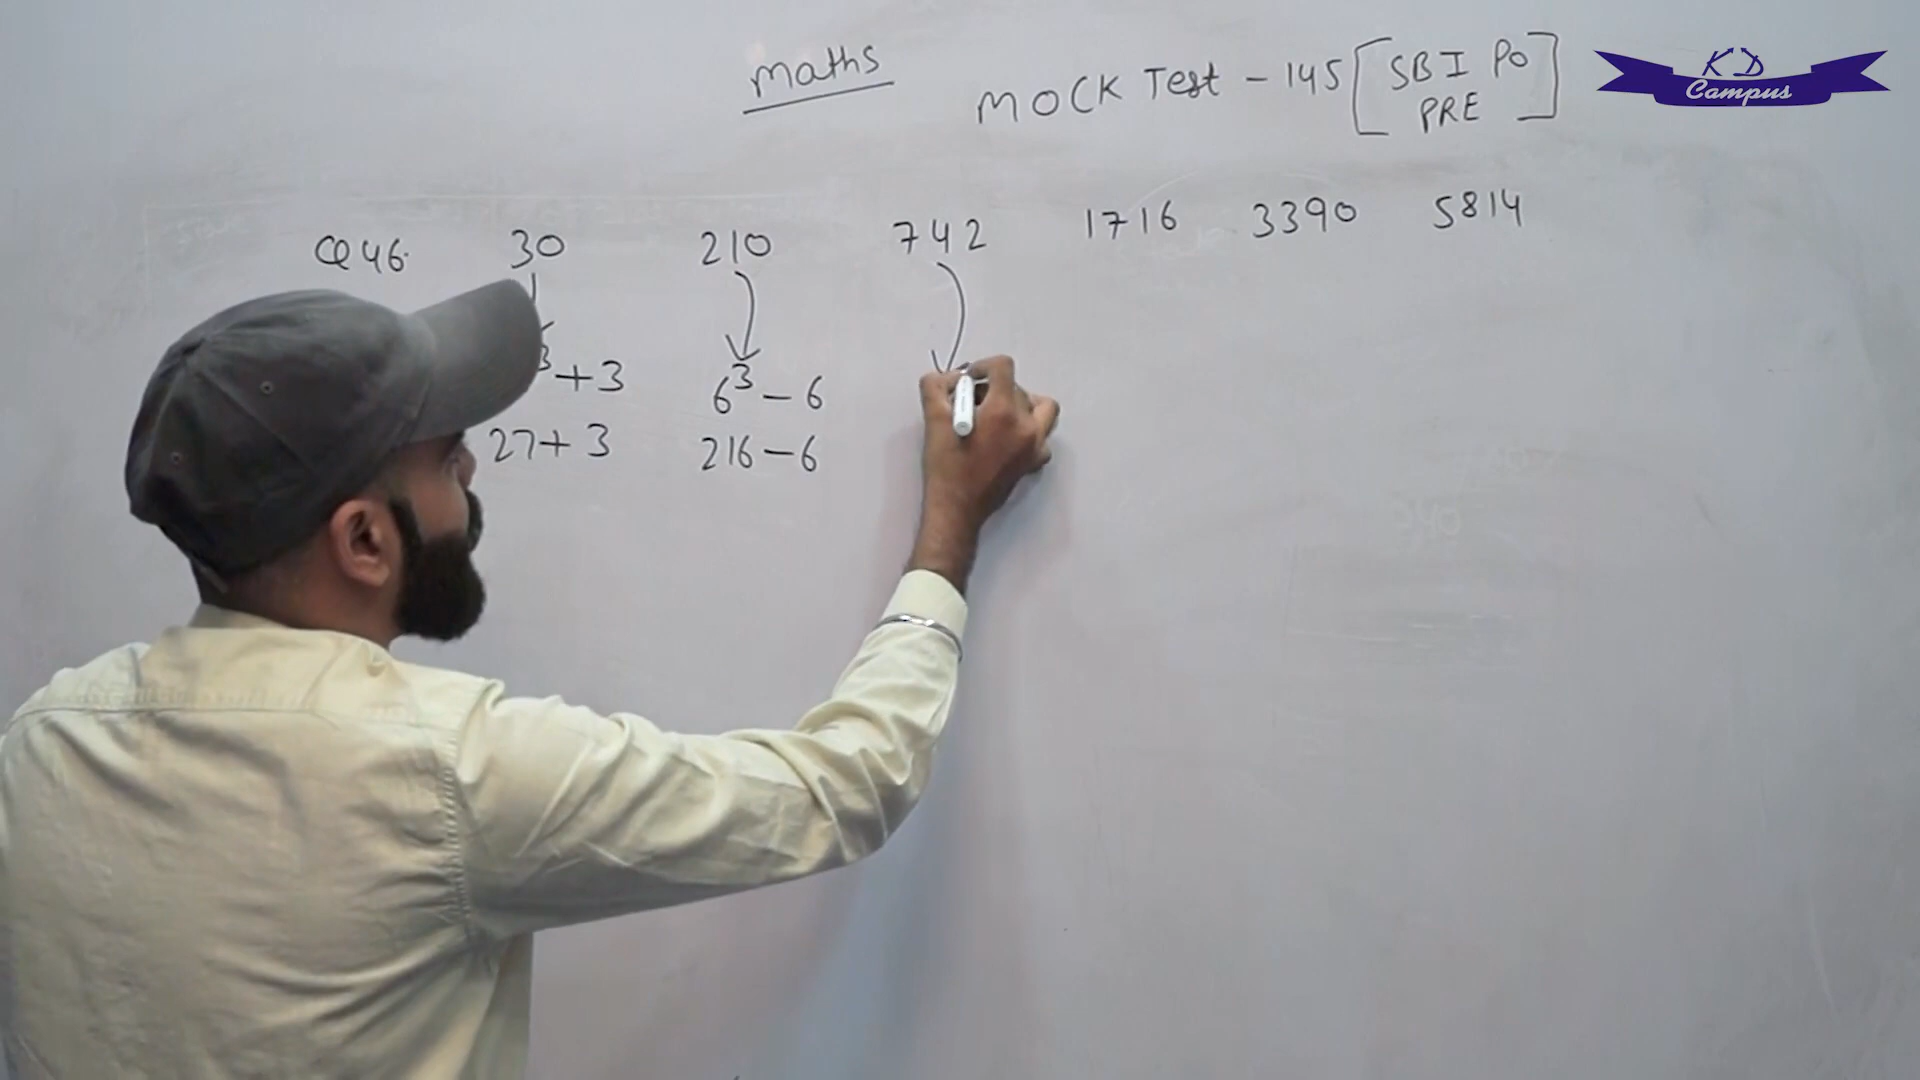 Maths
MOCK Test - 145 [SBI PO PRE]
KD Campus
Q46. 30 210 742 1716 3390 5814
³+3 6³-6
27+3 216-6